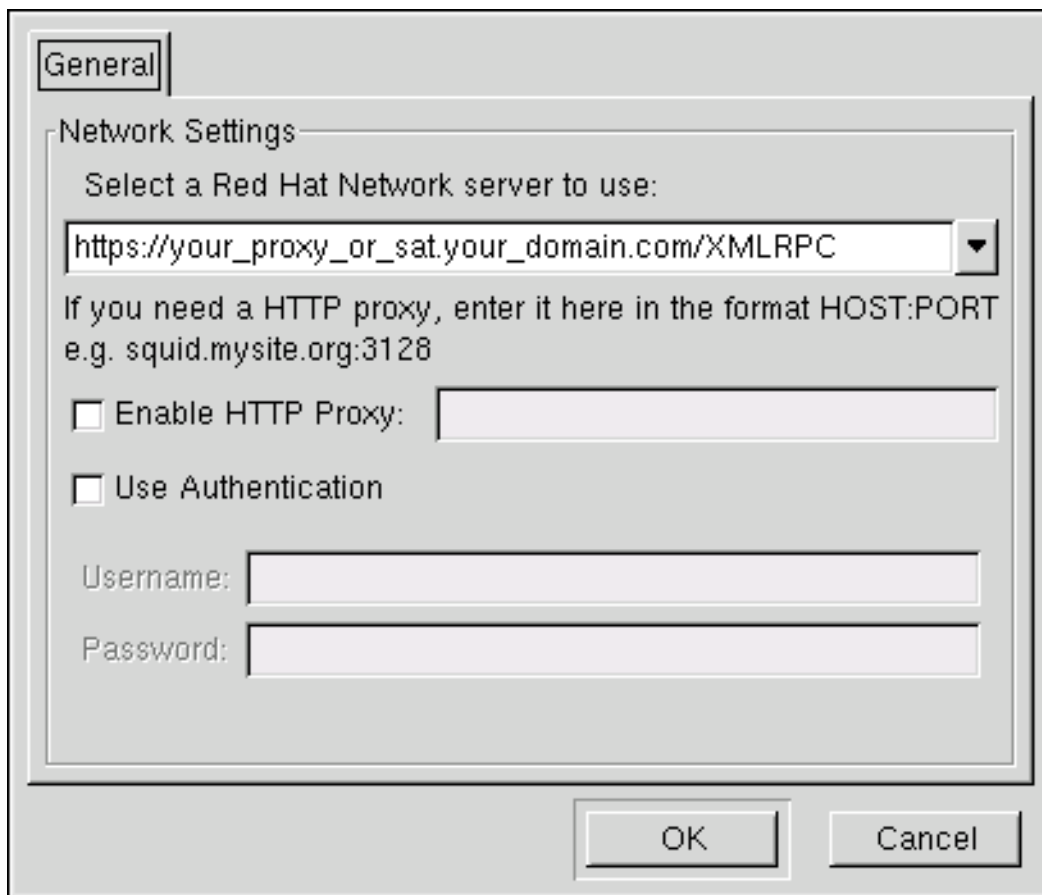 General
Network Settings
Select a Red Hat Network server to use:
https://your_proxy_or_sat.your_domain.com/XMLRPC
If you need a HTTP proxy, enter it here in the format HOST:PORT
e.g. squid.mysite.org:3128
Enable HTTP Proxy:
Use Authentication
Username:
Password:
OK Cancel